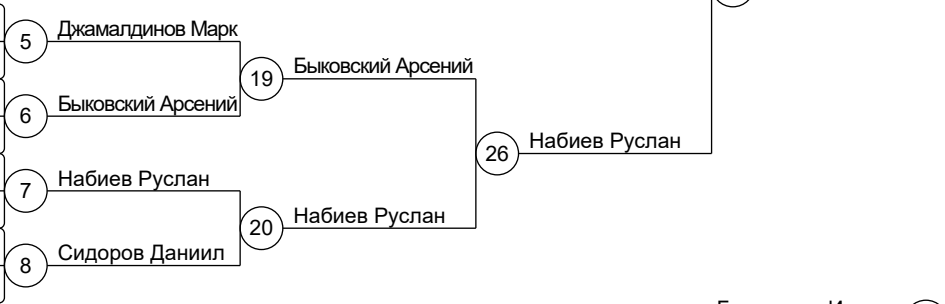 5 Джамалдинов Марк
19 Быковский Арсений
6 Быковский Арсений
26 Набиев Руслан
7 Набиев Руслан
20 Набиев Руслан
8 Сидоров Даниил